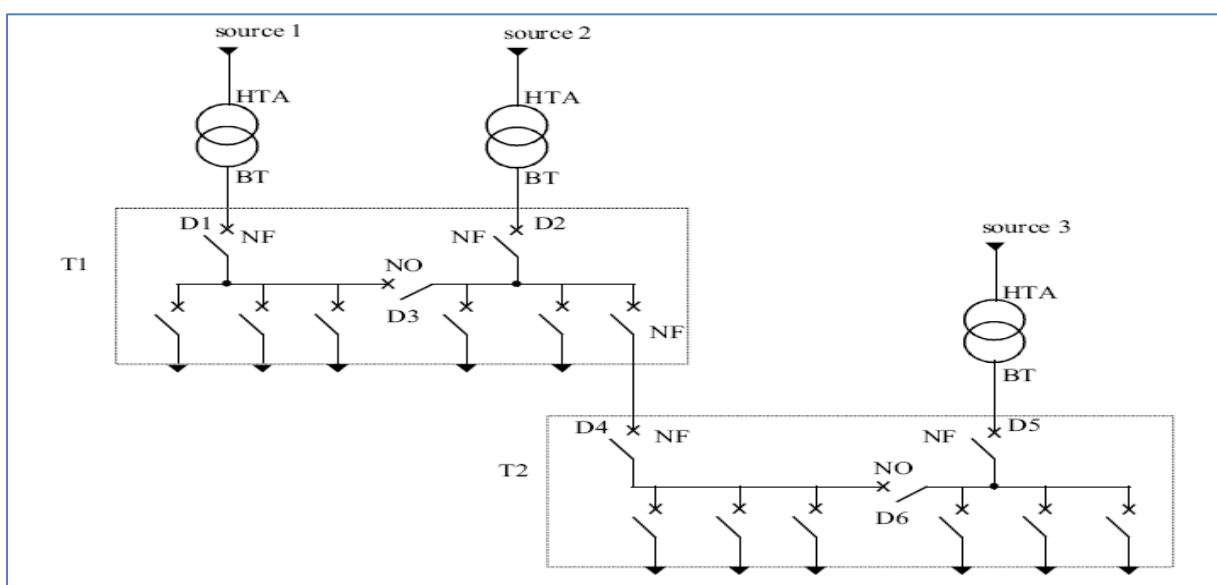 source 1
source 2
HTA
HTA
BT
BT
D1
NF
NF
D2
T1
NO
D3
NF
source 3
HTA
BT
D4
NF
NF
D5
T2
NO
D6